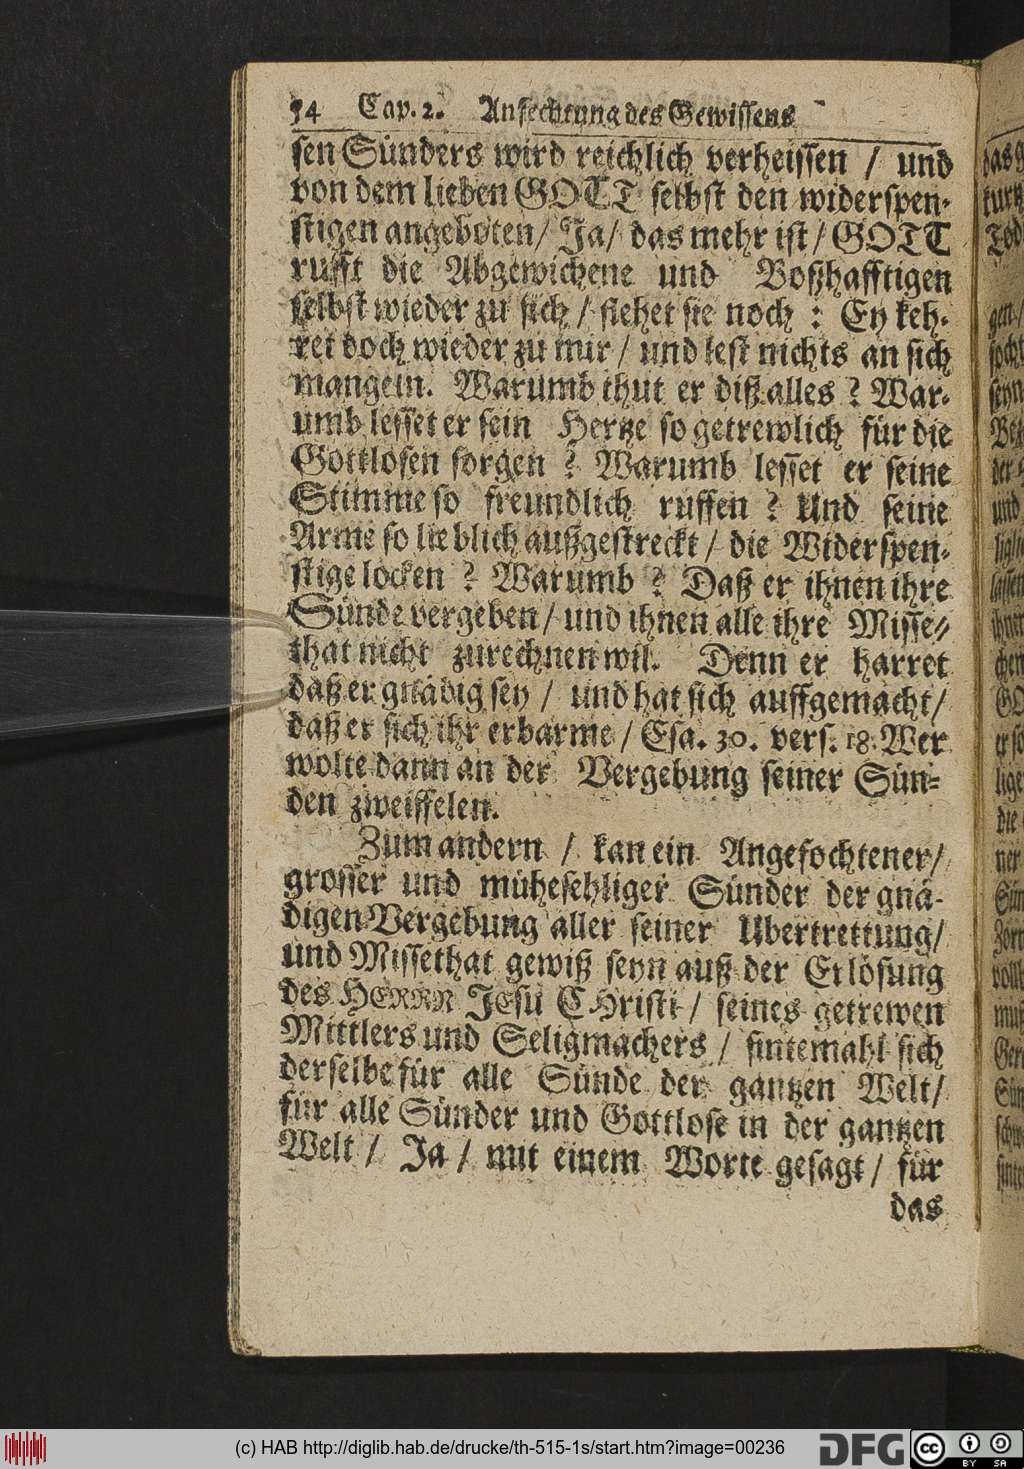 74 Cap. 2. Anfechtung des Gewissens
sen Sünders wird reichlich verheissen / und
von dem lieben GOTT selbst den widerspen-
stigen angeboten / Ja / das mehr ist / GOTT
rufft die Abgewichene und Boßhafftigen
selbst wieder zu sich / flehet sie noch : Ey keh-
ret doch wieder zu mir / und lest nichts an sich
mangeln. Warumb thut er diß alles ? War-
umb lesset er sein Hertze so getrewlich für die
Gottlosen sorgen ? Warumb lesset er seine
Stimme so freundlich ruffen ? Und seine
Arme so lieblich außgestreckt / die Widerspen-
stige locken ? Warumb ? Daß er ihnen ihre
Sünde vergeben / und ihnen alle ihre Misse-
that nicht zurechnen wil. Denn er harret
daß er gnädig sey / und hat sich auffgemacht /
daß er sich ihr erbarme / Esa. 30. vers. 18. Wer
wolte dann an der Vergebung seiner Sün-
den zweiffelen.
Zum andern / kan ein Angefochtener /
grosser und mühesehliger Sünder der gnä-
digen Vergebung aller seiner Ubertrettung /
und Missethat gewiß seyn auß der Erlösung
des HERRN JEsu CHristi / seines getrewen
Mittlers und Seligmachers / sintemahl sich
derselbe für alle Sünde der gantzen Welt /
für alle Sünder und Gottlose in der gantzen
Welt / Ja / mit einem Worte gesagt / für
das
(c) HAB http://diglib.hab.de/drucke/th-515-1s/start.htm?image=00236
DFG
cc BY SA